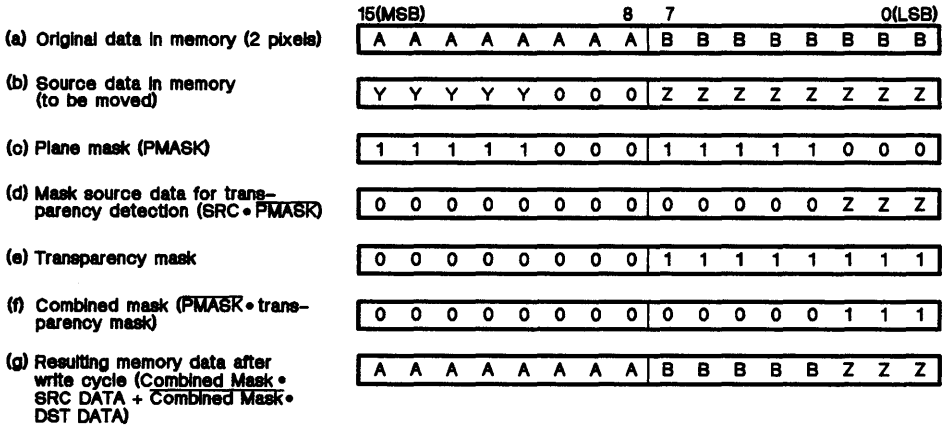 15(MSB) 8 7 0(LSB)
(a) Original data in memory (2 pixels) A A A A A A A A B B B B B B B B
(b) Source data in memory
(to be moved) Y Y Y Y Y 0 0 0 Z Z Z Z Z Z Z Z
(c) Plane mask (PMASK) 1 1 1 1 1 0 0 0 1 1 1 1 1 0 0 0
(d) Mask source data for trans-
parency detection (SRC • PMASK) 0 0 0 0 0 0 0 0 0 0 0 0 0 Z Z Z
(e) Transparency mask 0 0 0 0 0 0 0 0 1 1 1 1 1 1 1 1
(f) Combined mask (PMASK • trans-
parency mask) 0 0 0 0 0 0 0 0 0 0 0 0 0 1 1 1
(g) Resulting memory data after
write cycle (Combined Mask • A A A A A A A A B B B B B Z Z Z
SRC DATA + Combined Mask •
DST DATA)